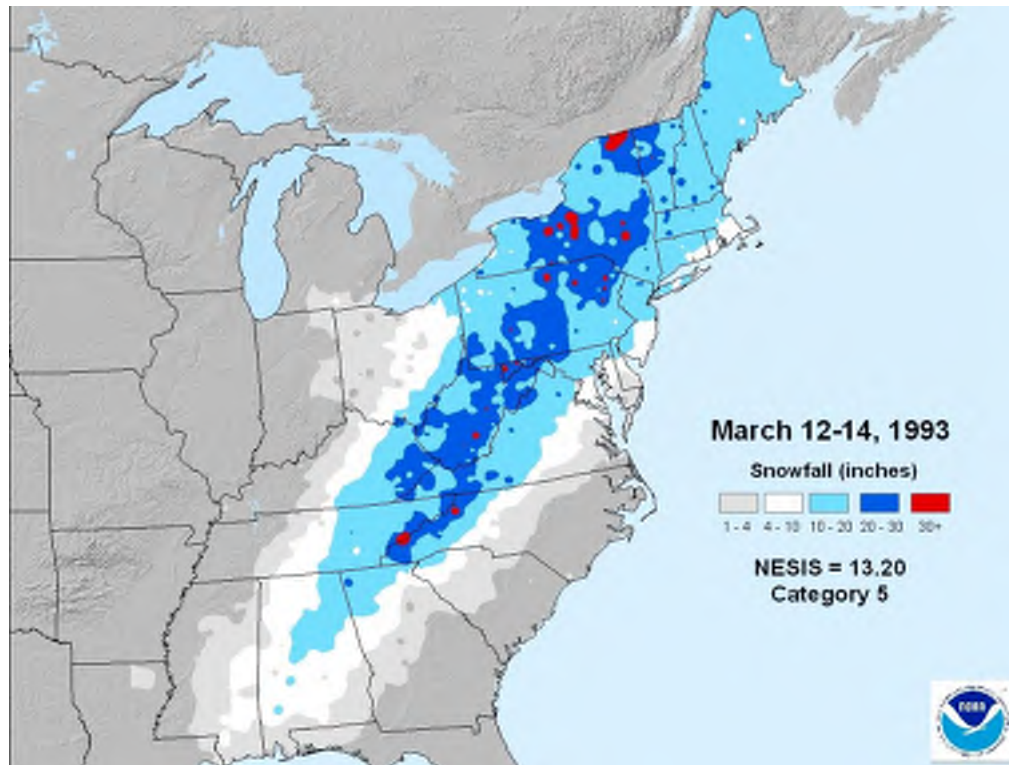 March 12-14, 1993
Snowfall (inches)
1 - 4 4 - 10 10 - 20 20 - 30 30+
NESIS = 13.20
Category 5
noaa